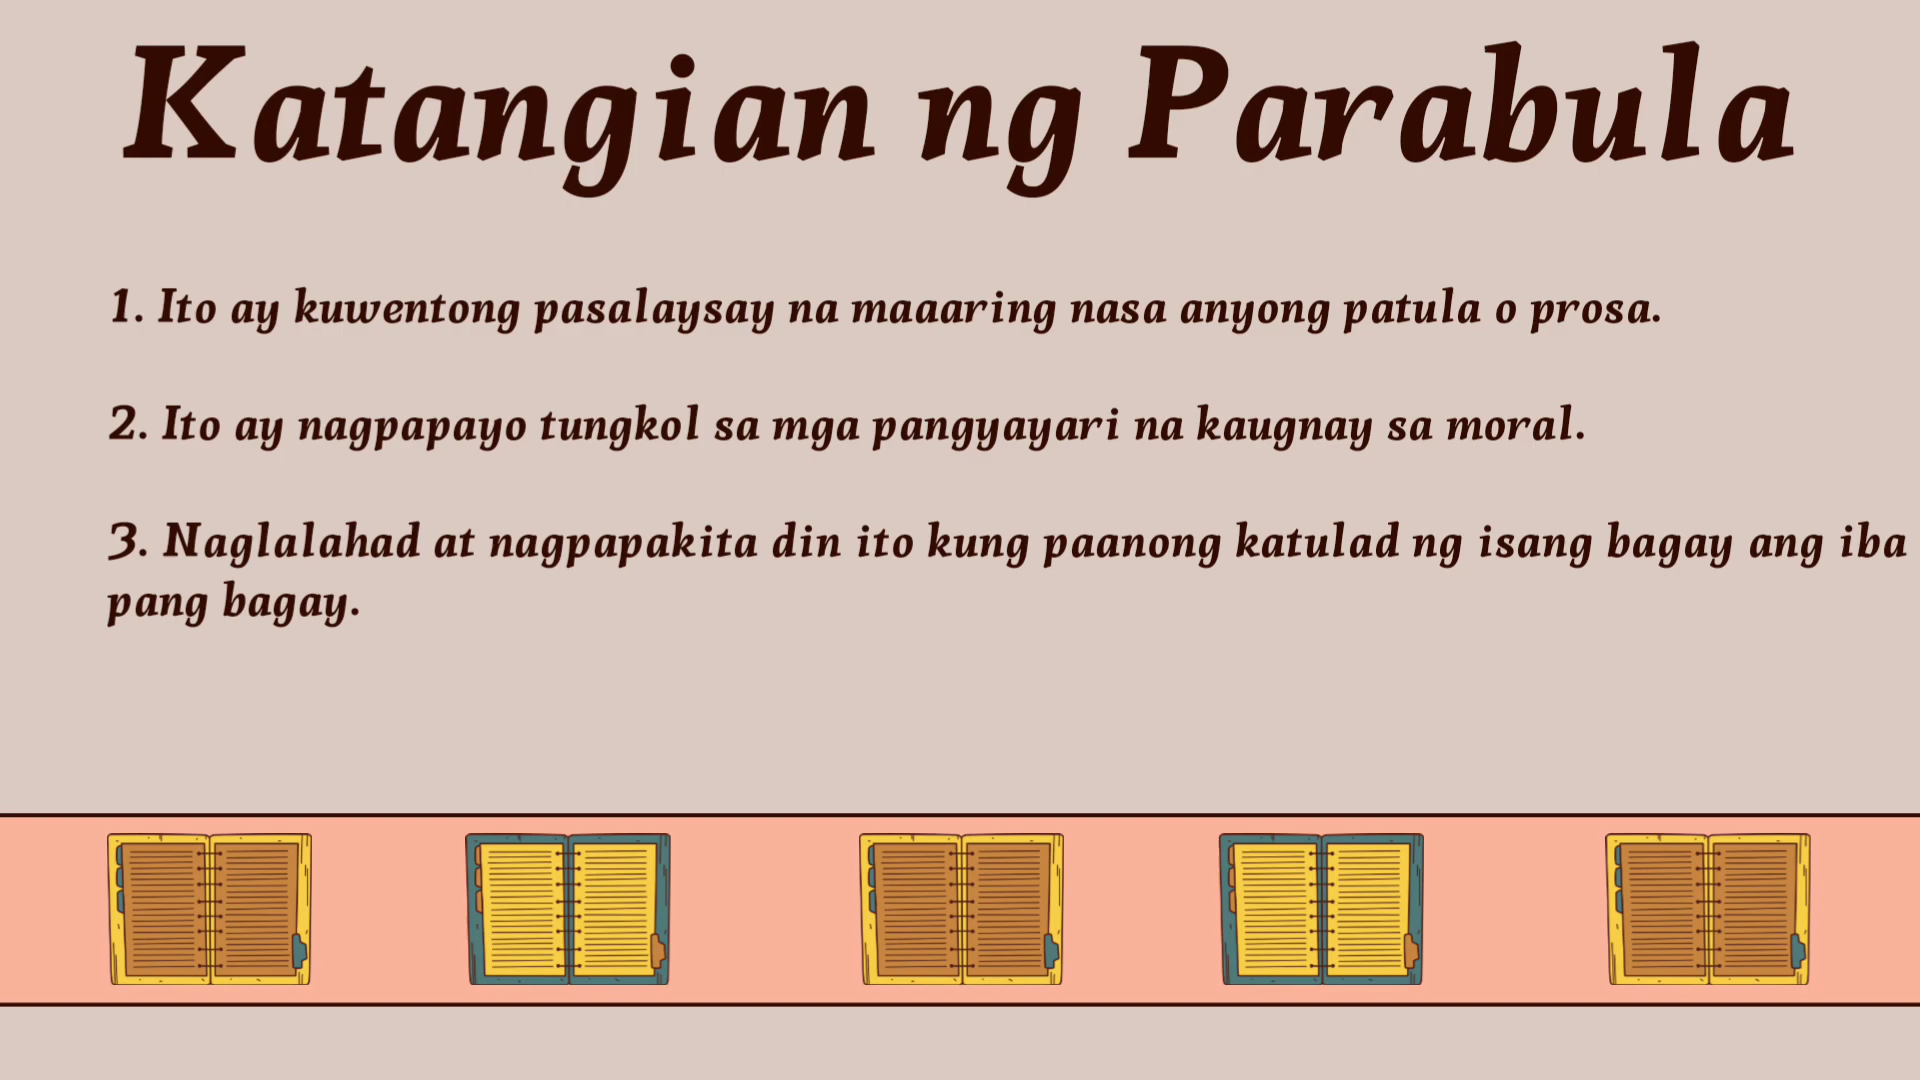 Katangian ng Parabula
1. Ito ay kuwentong pasalaysay na maaaring nasa anyong patula o prosa.
2. Ito ay nagpapayo tungkol sa mga pangyayari na kaugnay sa moral.
3. Naglalahad at nagpapakita din ito kung paanong katulad ng isang bagay ang iba
pang bagay.